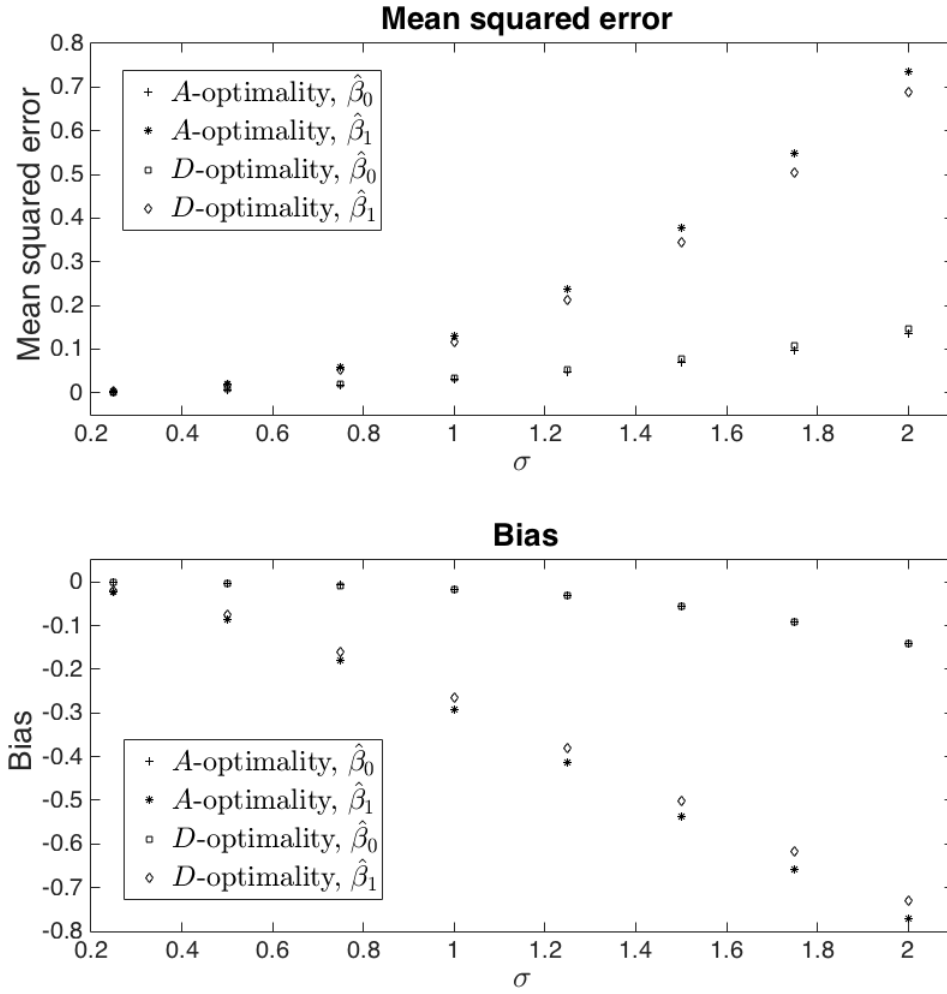 Mean squared error
Mean squared error
0.8
0.7
0.6
0.5
0.4
0.3
0.2
0.1
0
+ A-optimality, β̂₀
* A-optimality, β̂₁
□ D-optimality, β̂₀
◇ D-optimality, β̂₁
0.2 0.4 0.6 0.8 1 1.2 1.4 1.6 1.8 2
σ
Bias
Bias
0
-0.1
-0.2
-0.3
-0.4
-0.5
-0.6
-0.7
-0.8
+ A-optimality, β̂₀
* A-optimality, β̂₁
□ D-optimality, β̂₀
◇ D-optimality, β̂₁
0.2 0.4 0.6 0.8 1 1.2 1.4 1.6 1.8 2
σ